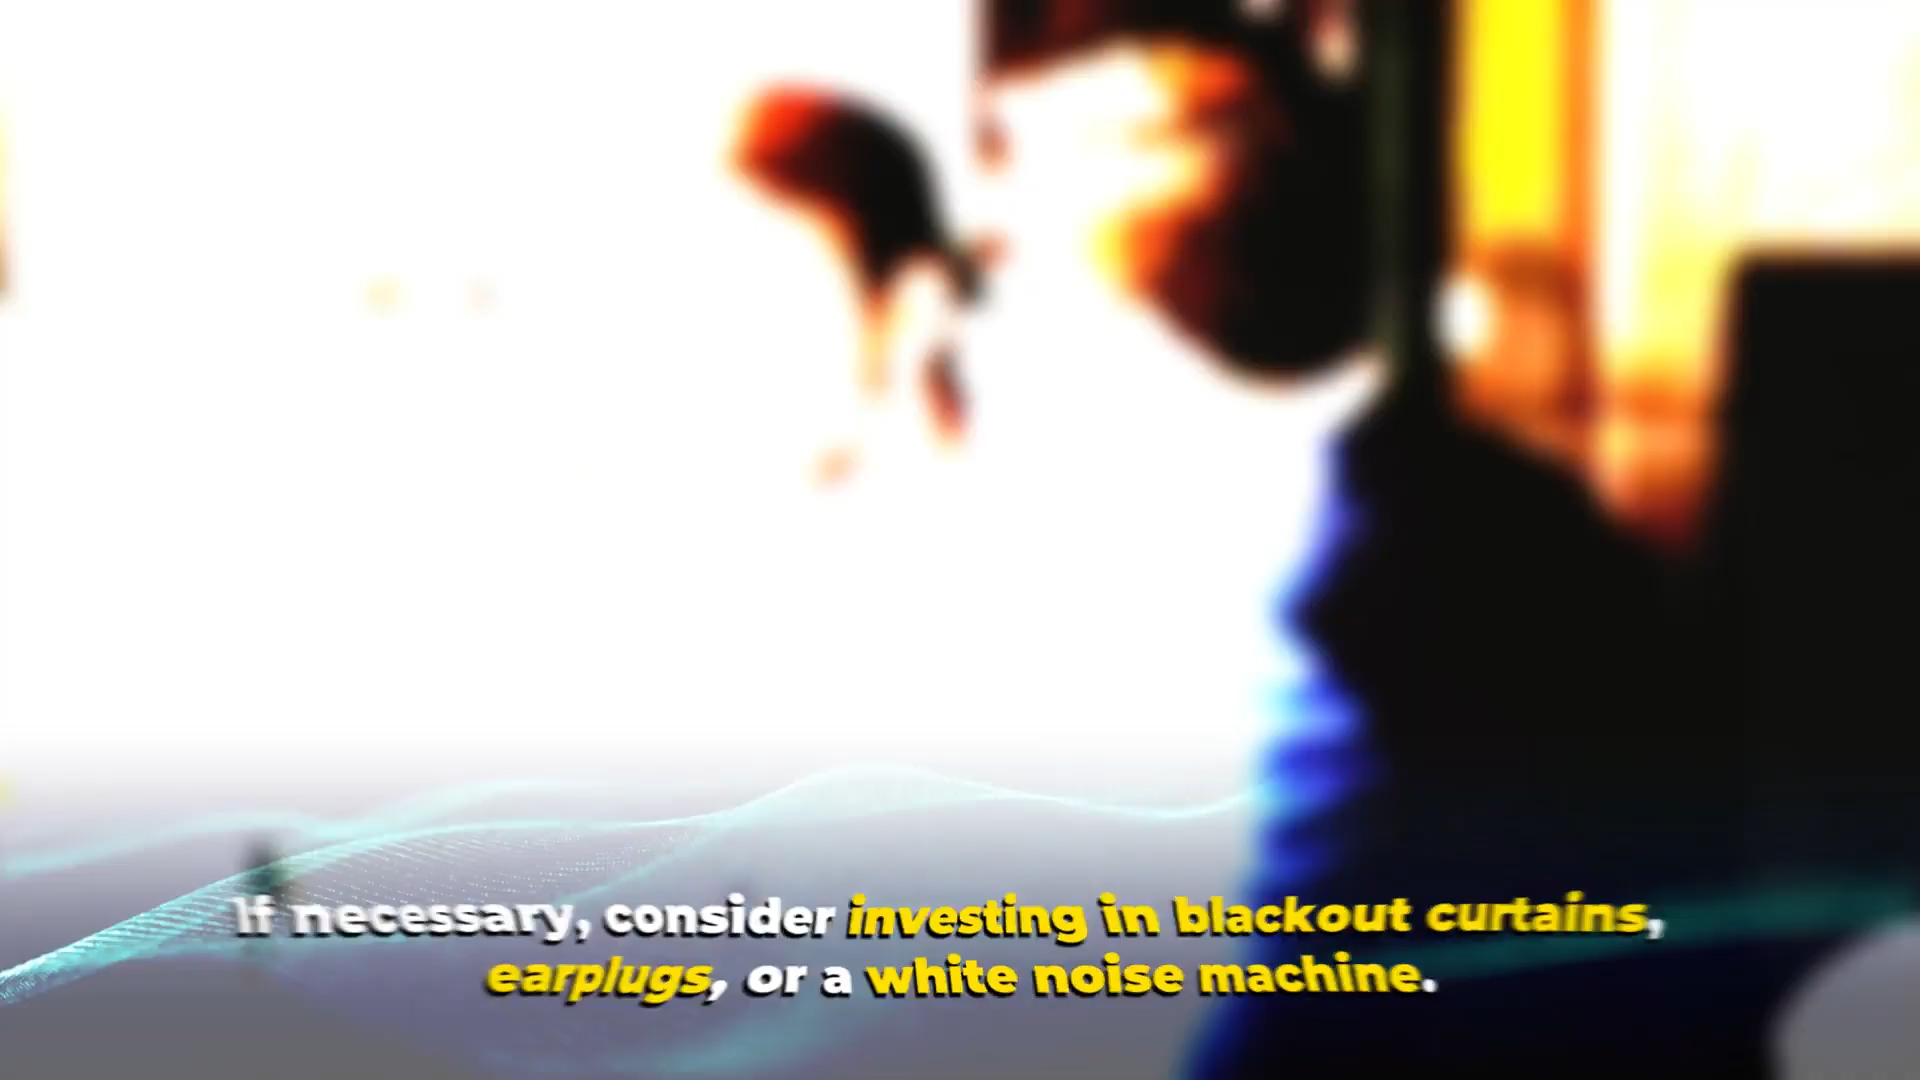 If necessary, consider investing in blackout curtains,
earplugs, or a white noise machine.